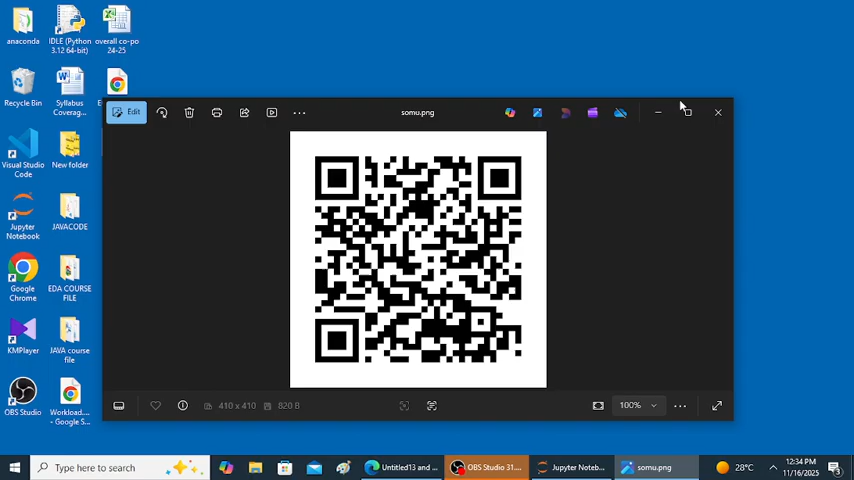 anaconda
IDLE (Python
3.12 64-bit)
overall co-po
24-25
Recycle Bin
Syllabus
Coverag...
Edit
somu.png
Visual Studio
Code
New folder
Jupyter
Notebook
JAVACODE
Google
Chrome
EDA COURSE
FILE
KMPlayer
JAVA course
file
OBS Studio
Workload....
- Google S...
410 x 410
820 B
100%
Type here to search
Untitled13 and ...
OBS Studio 31....
Jupyter Noteb...
somu.png
28°C
12:34 PM
11/16/2025
3